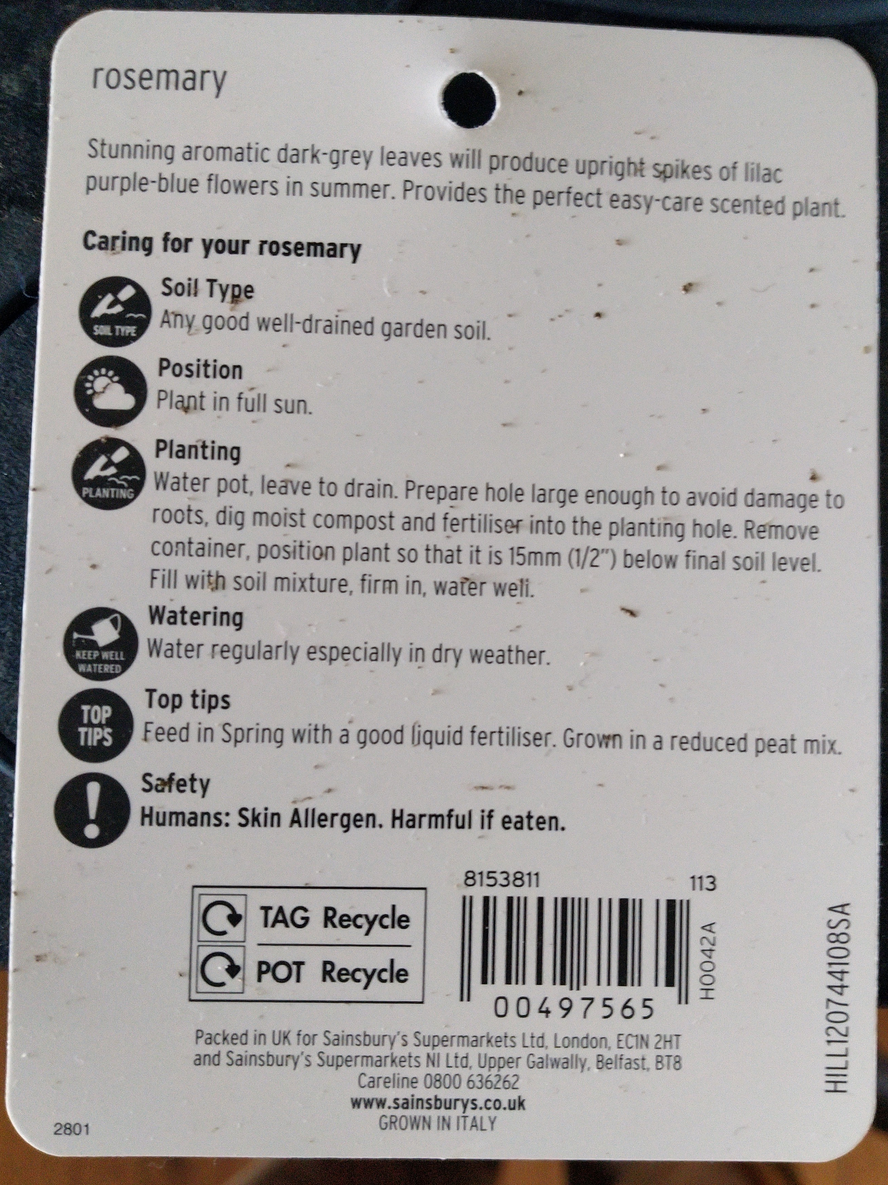 rosemary
Stunning aromatic dark-grey leaves will produce upright spikes of lilac
purple-blue flowers in summer. Provides the perfect easy-care scented plant.
Caring for your rosemary
Soil Type
SOIL TYPE
Any good well-drained garden soil.
Position
Plant in full sun.
Planting
PLANTING
Water pot, leave to drain. Prepare hole large enough to avoid damage to
roots, dig moist compost and fertiliser into the planting hole. Remove
container, position plant so that it is 15mm (1/2") below final soil level.
Fill with soil mixture, firm in, water well.
Watering
KEEP WELL
WATERED
Water regularly especially in dry weather.
Top tips
TOP
TIPS
Feed in Spring with a good liquid fertiliser. Grown in a reduced peat mix.
Safety
!
Humans: Skin Allergen. Harmful if eaten.
8153811 113
TAG Recycle
POT Recycle
H0042A
00497565
HILL120744108SA
Packed in UK for Sainsbury's Supermarkets Ltd, London, EC1N 2HT
and Sainsbury's Supermarkets NI Ltd, Upper Galwally, Belfast, BT8
Careline 0800 636262
www.sainsburys.co.uk
GROWN IN ITALY
2801